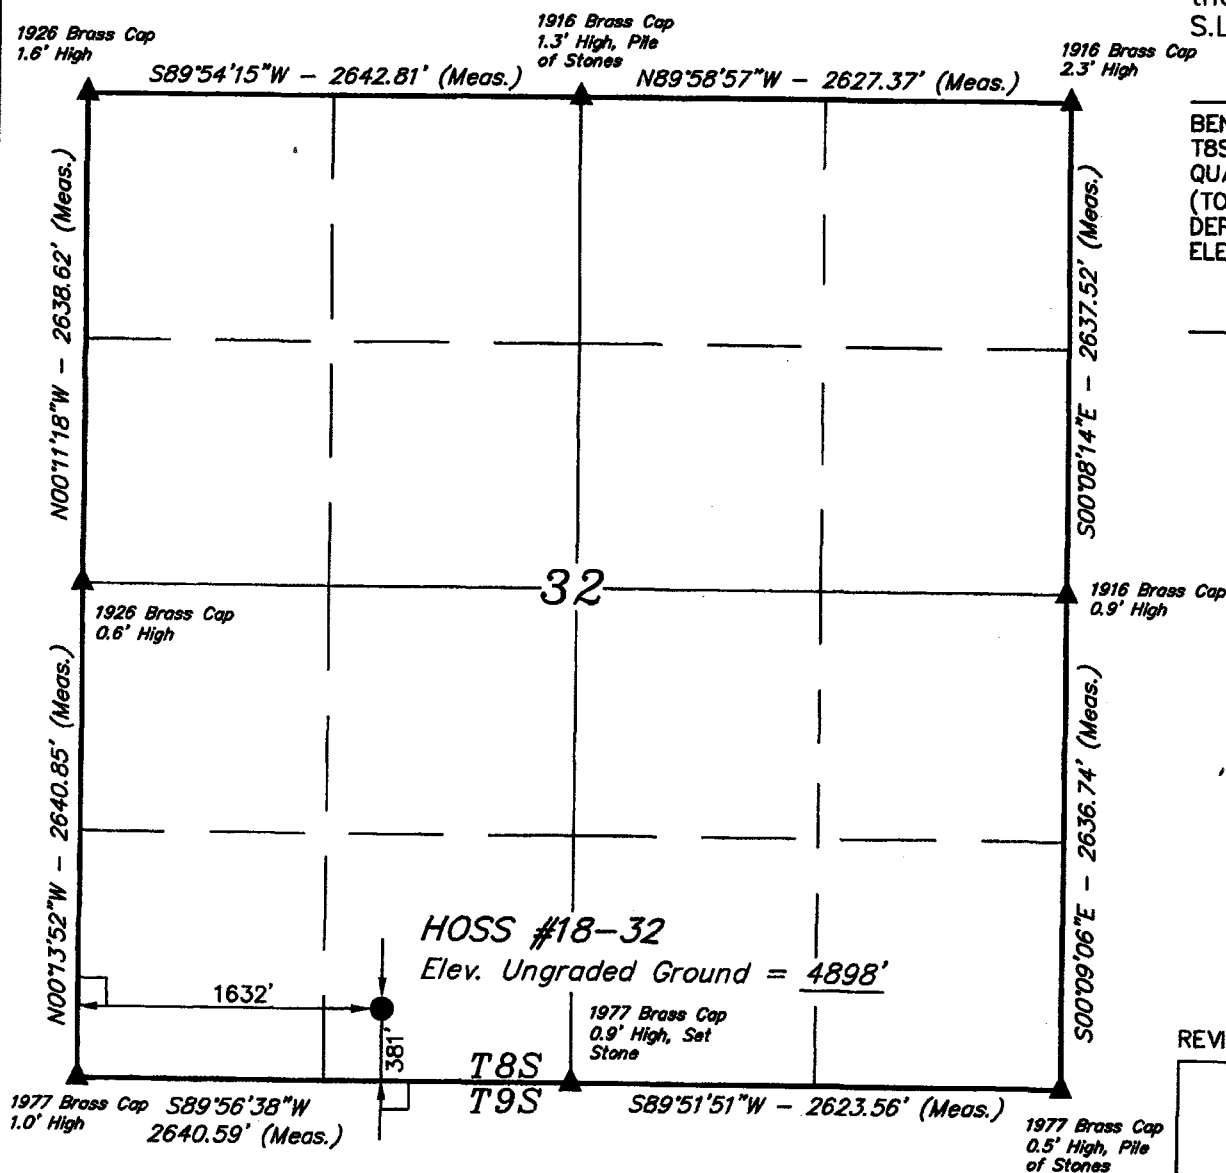 1926 Brass Cap
1.6' High
1916 Brass Cap
1.3' High, Pile
of Stones
1916 Brass Cap
2.3' High
S89°54'15"W – 2642.81' (Meas.)
N89°58'57"W – 2627.37' (Meas.)
S.L
BEN
T8S
QUA
(TO
DER
ELE
N00°11'18"W – 2638.62' (Meas.)
S00°08'14"E – 2637.52' (Meas.)
32
1926 Brass Cap
0.6' High
1916 Brass Cap
0.9' High
N00°13'52"W – 2640.85' (Meas.)
S00°09'06"E – 2636.74' (Meas.)
HOSS #18–32
Elev. Ungraded Ground = 4898'
1632'
381'
1977 Brass Cap
0.9' High, Set
Stone
T8S
T9S
REVI
1977 Brass Cap
1.0' High
S89°56'38"W
2640.59' (Meas.)
S89°51'51"W – 2623.56' (Meas.)
1977 Brass Cap
0.5' High, Pile
of Stones